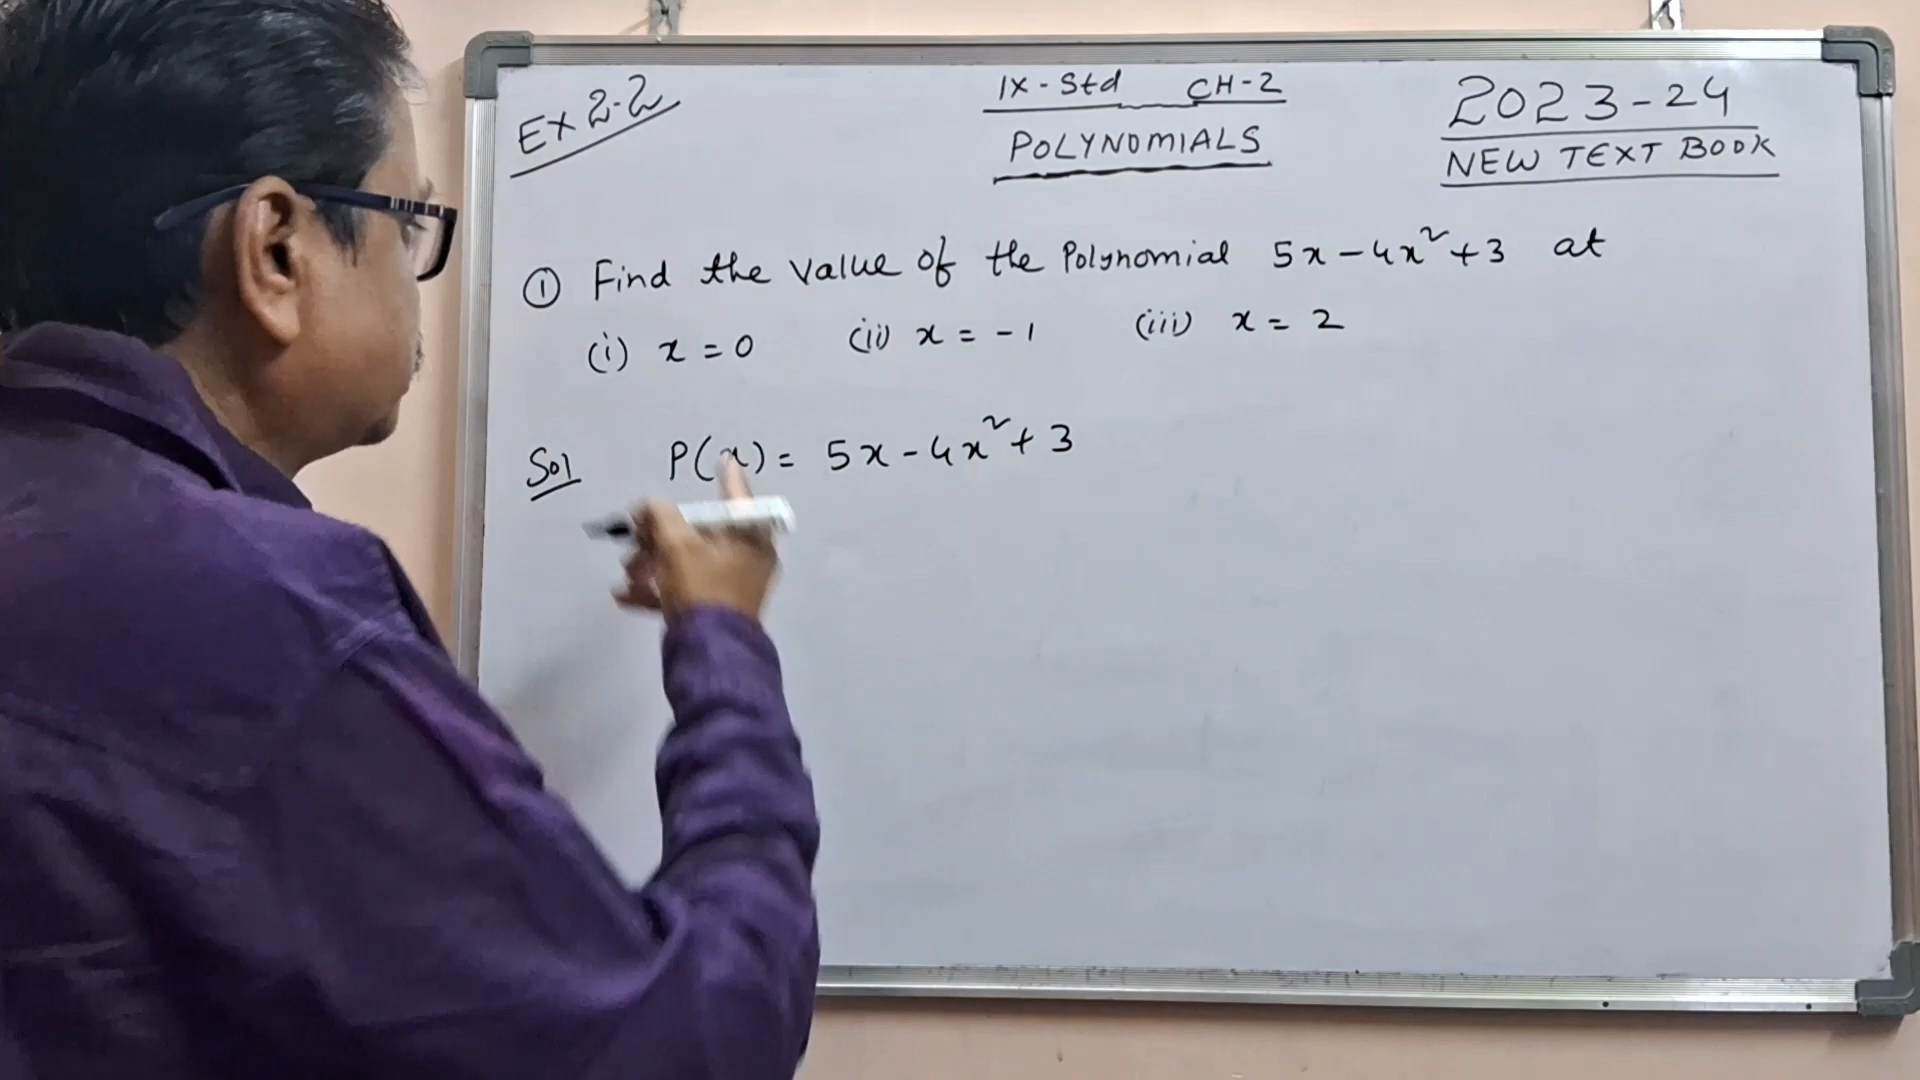 EX 2.2
IX - Std CH-2
POLYNOMIALS
2023-24
NEW TEXT BOOK
① Find the value of the Polynomial 5x - 4x² + 3 at
(i) x = 0 (ii) x = -1 (iii) x = 2
Sol P(x) = 5x - 4x² + 3